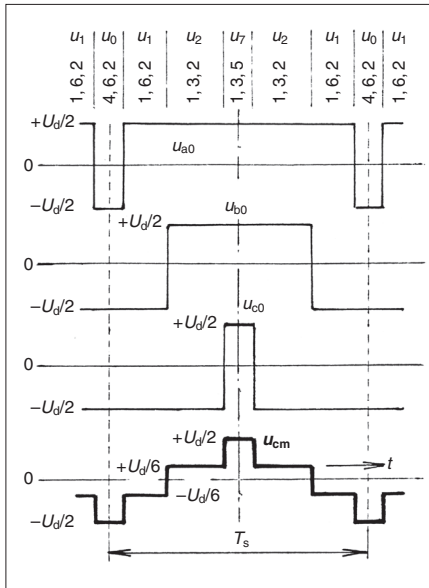 u1 u0 u1 u2 u7 u2 u1 u0 u1
1, 6, 2 4, 6, 2 1, 6, 2 1, 3, 2 1, 3, 5 1, 3, 2 1, 6, 2 4, 6, 2 1, 6, 2
+Ud/2
ua0
0
−Ud/2
ub0
+Ud/2
0
−Ud/2
uc0
+Ud/2
0
−Ud/2
+Ud/2 ucm
+Ud/6 t
0
−Ud/6
−Ud/2
Ts